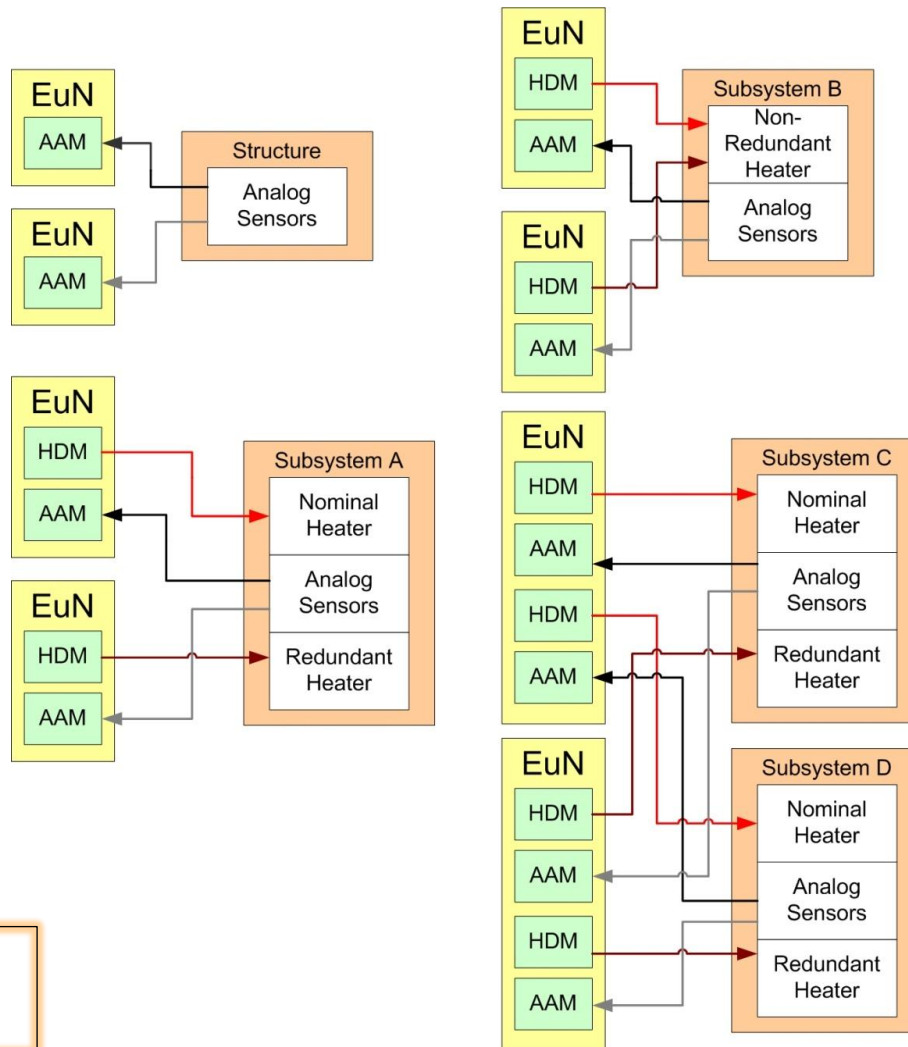 EuN
AAM
EuN
AAM
Structure
Analog
Sensors
EuN
HDM
AAM
EuN
HDM
AAM
Subsystem B
Non-
Redundant
Heater
Analog
Sensors
EuN
HDM
AAM
EuN
HDM
AAM
Subsystem A
Nominal
Heater
Analog
Sensors
Redundant
Heater
EuN
HDM
AAM
HDM
AAM
EuN
HDM
AAM
HDM
AAM
Subsystem C
Nominal
Heater
Analog
Sensors
Redundant
Heater
Subsystem D
Nominal
Heater
Analog
Sensors
Redundant
Heater